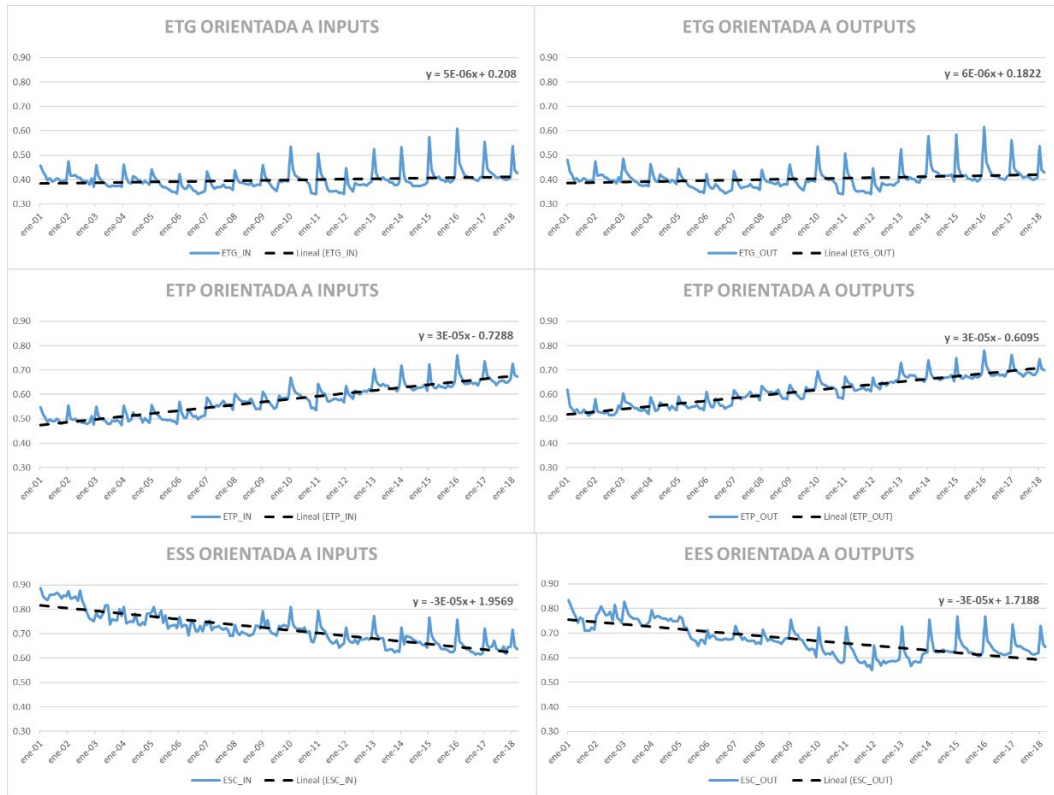 ETG ORIENTADA A INPUTS
0.90
0.80
0.70
0.60
0.50
0.40
0.30
y = 5E-06x + 0.208
ene-01 ene-02 ene-03 ene-04 ene-05 ene-06 ene-07 ene-08 ene-09 ene-10 ene-11 ene-12 ene-13 ene-14 ene-15 ene-16 ene-17 ene-18
ETG_IN Lineal (ETG_IN)
ETG ORIENTADA A OUTPUTS
0.90
0.80
0.70
0.60
0.50
0.40
0.30
y = 6E-06x + 0.1822
ene-01 ene-02 ene-03 ene-04 ene-05 ene-06 ene-07 ene-08 ene-09 ene-10 ene-11 ene-12 ene-13 ene-14 ene-15 ene-16 ene-17 ene-18
ETG_OUT Lineal (ETG_OUT)
ETP ORIENTADA A INPUTS
0.90
0.80
0.70
0.60
0.50
0.40
0.30
y = 3E-05x - 0.7288
ene-01 ene-02 ene-03 ene-04 ene-05 ene-06 ene-07 ene-08 ene-09 ene-10 ene-11 ene-12 ene-13 ene-14 ene-15 ene-16 ene-17 ene-18
ETP_IN Lineal (ETP_IN)
ETP ORIENTADA A OUTPUTS
0.90
0.80
0.70
0.60
0.50
0.40
0.30
y = 3E-05x - 0.6095
ene-01 ene-02 ene-03 ene-04 ene-05 ene-06 ene-07 ene-08 ene-09 ene-10 ene-11 ene-12 ene-13 ene-14 ene-15 ene-16 ene-17 ene-18
ETP_OUT Lineal (ETP_OUT)
ESS ORIENTADA A INPUTS
0.90
0.80
0.70
0.60
0.50
0.40
0.30
y = -3E-05x + 1.9569
ene-01 ene-02 ene-03 ene-04 ene-05 ene-06 ene-07 ene-08 ene-09 ene-10 ene-11 ene-12 ene-13 ene-14 ene-15 ene-16 ene-17 ene-18
ESC_IN Lineal (ESC_IN)
EES ORIENTADA A OUTPUTS
0.90
0.80
0.70
0.60
0.50
0.40
0.30
y = -3E-05x + 1.7188
ene-01 ene-02 ene-03 ene-04 ene-05 ene-06 ene-07 ene-08 ene-09 ene-10 ene-11 ene-12 ene-13 ene-14 ene-15 ene-16 ene-17 ene-18
ESC_OUT Lineal (ESC_OUT)